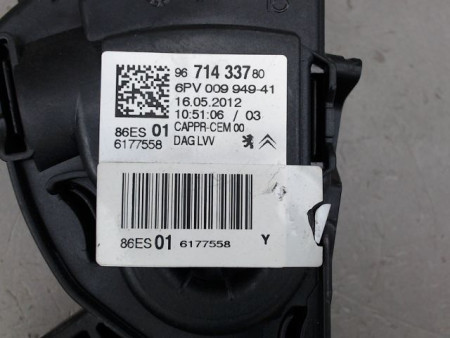 96 714 337 80
6PV 009 949-41
16.05.2012
10:51:06 / 03
86ES 01 CAPPR-CEM 00
6177558 DAG LVV
86ES 01 6177558 Y